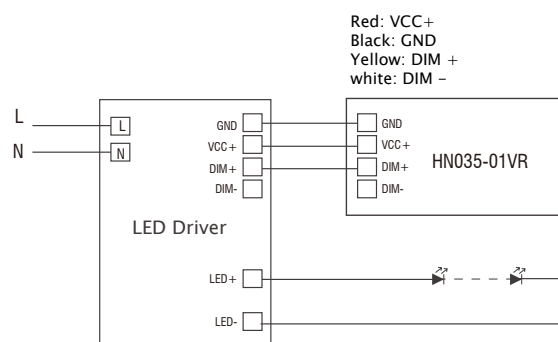 Red: VCC+
Black: GND
Yellow: DIM +
white: DIM -
L
N
L
N
GND
VCC+
DIM+
DIM-
LED Driver
LED+
LED-
GND
VCC+
DIM+
DIM-
HN035-01VR